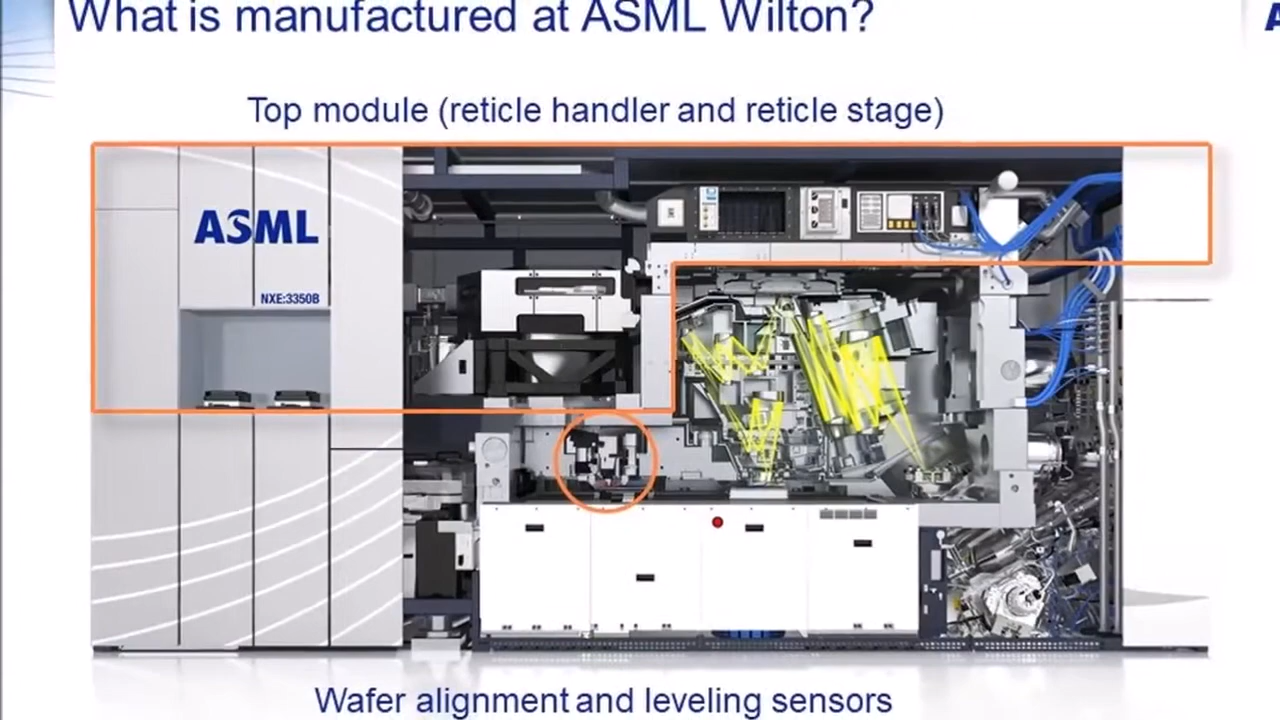 What is manufactured at ASML Wilton?
Top module (reticle handler and reticle stage)
ASML
NXE:3350B
Wafer alignment and leveling sensors